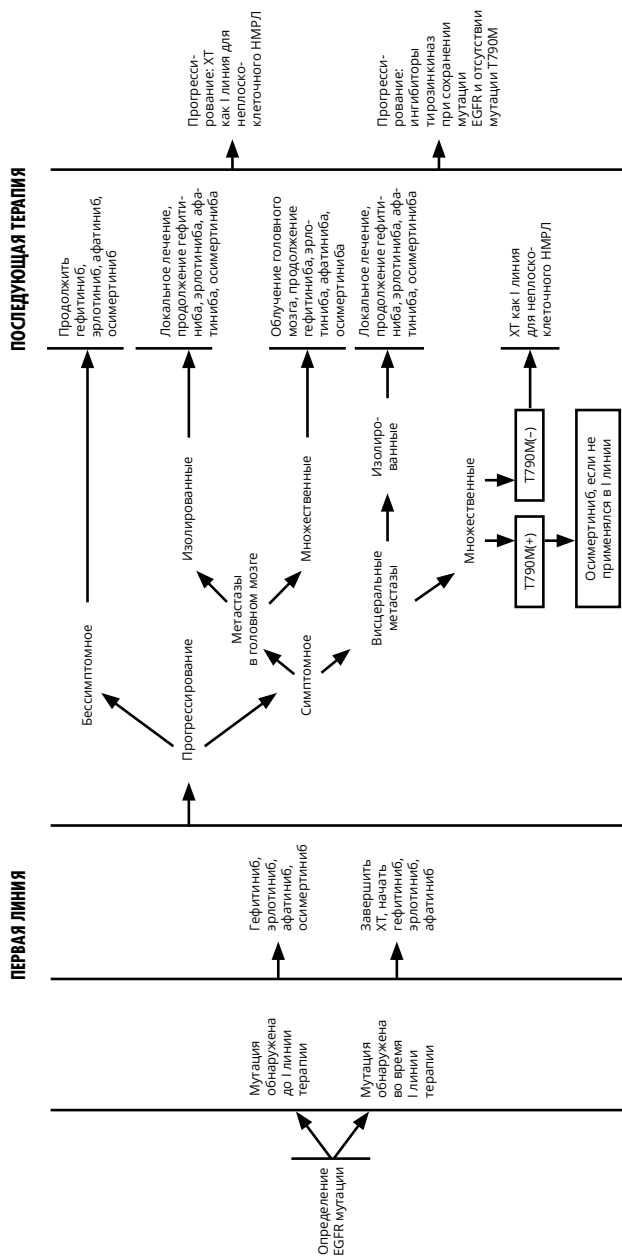 ПЕРВАЯ ЛИНИЯ
ПОСЛЕДУЮЩАЯ ТЕРАПИЯ
Определение
EGFR мутации
Мутация
обнаружена
до I линии
терапии
Мутация
обнаружена
во время
I линии
терапии
Гефитиниб,
эрлотиниб,
афатиниб,
осимертиниб
Завершить
ХТ, начать
гефитиниб,
эрлотиниб,
афатиниб
Прогрессирование
Бессимптомное
Симптомное
Метастазы
в головном мозге
Висцеральные
метастазы
Изолированные
Множественные
Изолиро-
ванные
Множественные
T790M(+)
T790M(−)
Осимертиниб, если не
применялся в I линии
Продолжить
гефитиниб,
эрлотиниб, афатиниб,
осимертиниб
Локальное лечение,
продолжение гефити-
ниба, эрлотиниба, афа-
тиниба, осимертиниба
Облучение головного
мозга, продолжение
гефитиниба, эрло-
тиниба, афатиниба,
осимертиниба
Локальное лечение,
продолжение гефити-
ниба, эрлотиниба, афа-
тиниба, осимертиниба
ХТ как I линия
для неплоско-
клеточного НМРЛ
Прогресси-
рование: ХТ
как I линия для
неплоско-
клеточного НМРЛ
Прогресси-
рование:
ингибиторы
тирозинкиназ
при сохранении
мутации
EGFR и отсутствии
мутации T790M